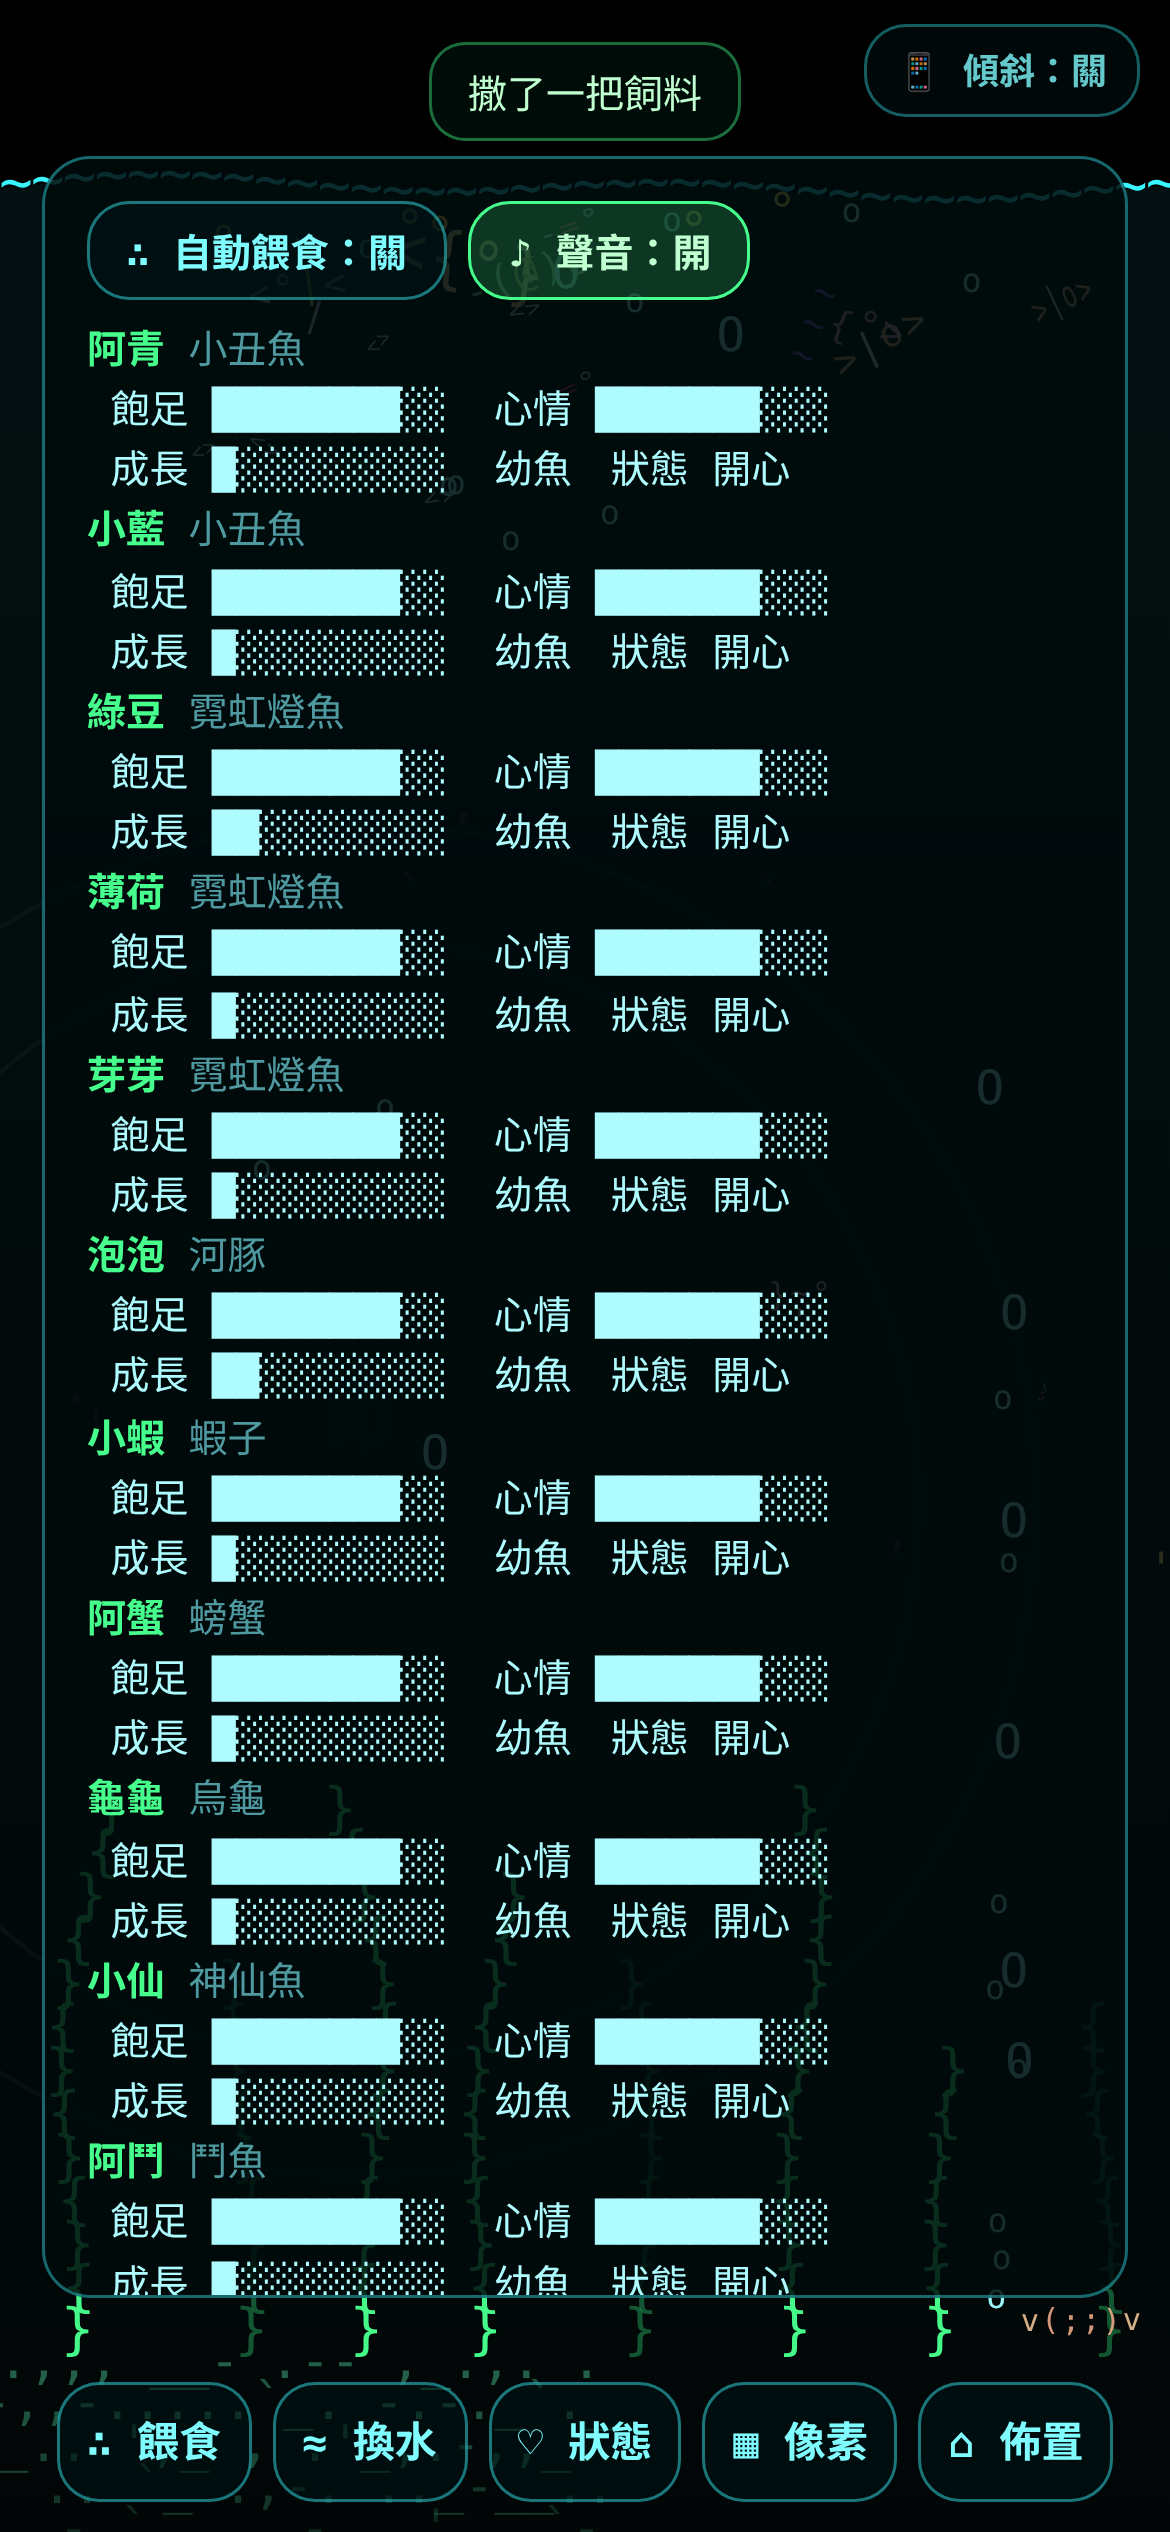 撒了一把飼料
📱 傾斜：關
∴ 自動餵食：關 ♪ 聲音：開
阿青 小丑魚
飽足 ████████░░ 心情 ███████░░░
成長 █░░░░░░░░░ 幼魚 狀態 開心
小藍 小丑魚
飽足 ████████░░ 心情 ███████░░░
成長 █░░░░░░░░░ 幼魚 狀態 開心
綠豆 霓虹燈魚
飽足 ████████░░ 心情 ███████░░░
成長 ██░░░░░░░░ 幼魚 狀態 開心
薄荷 霓虹燈魚
飽足 ████████░░ 心情 ███████░░░
成長 █░░░░░░░░░ 幼魚 狀態 開心
芽芽 霓虹燈魚
飽足 ████████░░ 心情 ███████░░░
成長 █░░░░░░░░░ 幼魚 狀態 開心
泡泡 河豚
飽足 ████████░░ 心情 ███████░░░
成長 ██░░░░░░░░ 幼魚 狀態 開心
小蝦 蝦子
飽足 ████████░░ 心情 ███████░░░
成長 █░░░░░░░░░ 幼魚 狀態 開心
阿蟹 螃蟹
飽足 ████████░░ 心情 ███████░░░
成長 █░░░░░░░░░ 幼魚 狀態 開心
龜龜 烏龜
飽足 ████████░░ 心情 ███████░░░
成長 █░░░░░░░░░ 幼魚 狀態 開心
小仙 神仙魚
飽足 ████████░░ 心情 ███████░░░
成長 █░░░░░░░░░ 幼魚 狀態 開心
阿鬥 鬥魚
飽足 ████████░░ 心情 ███████░░░
成長 █░░░░░░░░░ 幼魚 狀態 開心
v(;;)v
∴ 餵食 ≈ 換水 ♡ 狀態 ▦ 像素 ⌂ 佈置